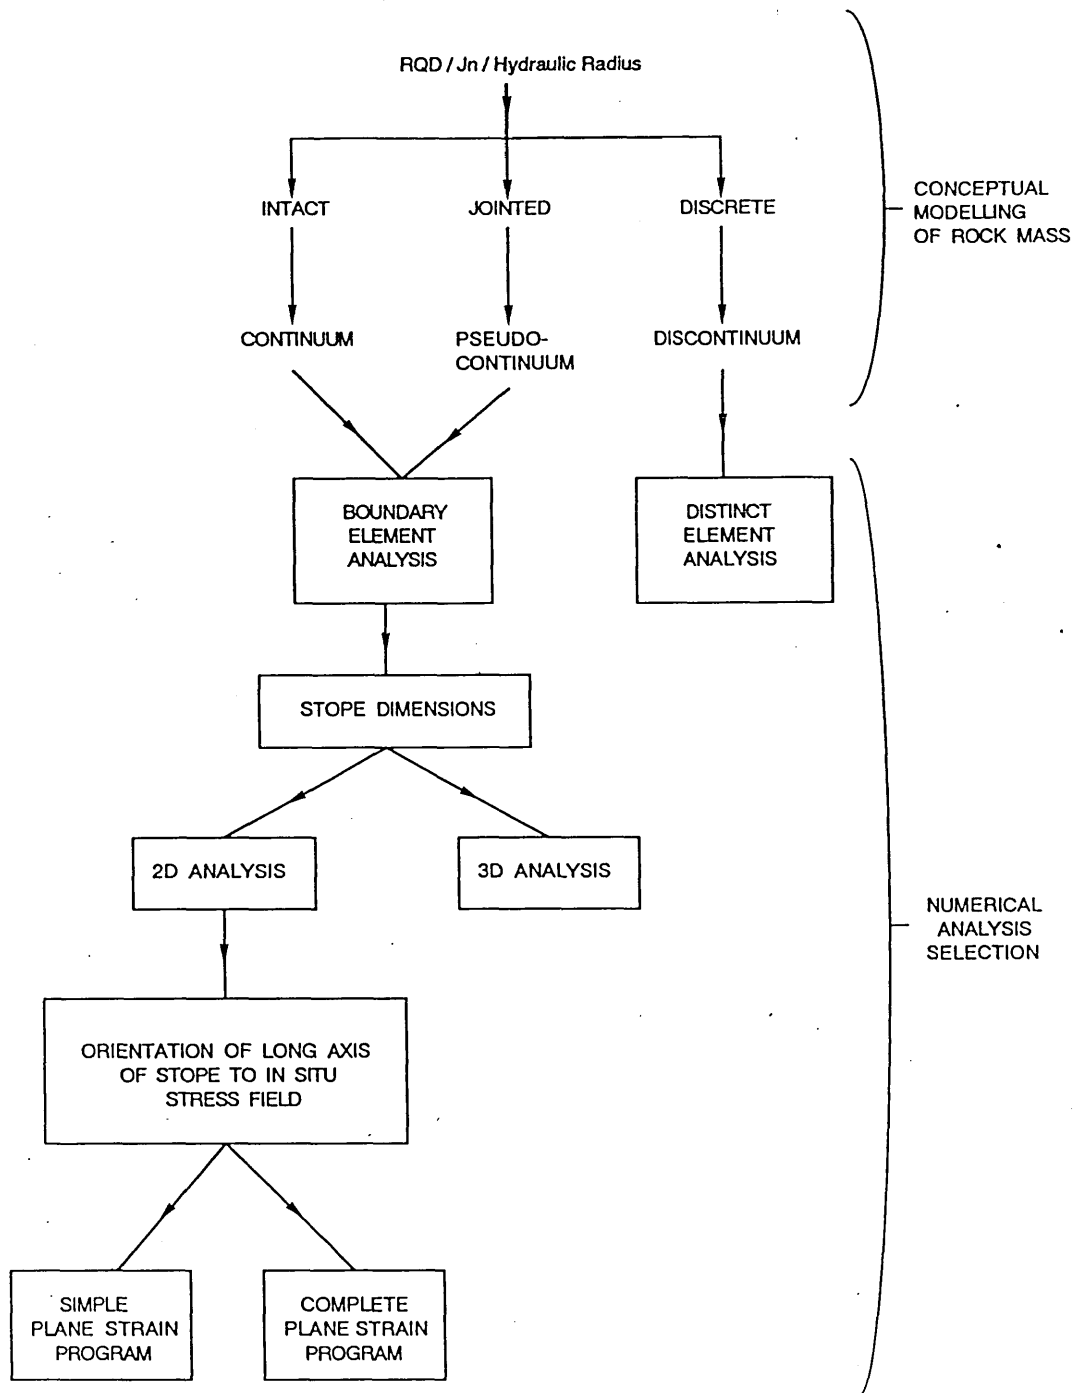 RQD / Jn / Hydraulic Radius
INTACT
JOINTED
DISCRETE
CONCEPTUAL
MODELLING
OF ROCK MASS
CONTINUUM
PSEUDO-
CONTINUUM
DISCONTINUUM
BOUNDARY
ELEMENT
ANALYSIS
DISTINCT
ELEMENT
ANALYSIS
STOPE DIMENSIONS
2D ANALYSIS
3D ANALYSIS
NUMERICAL
ANALYSIS
SELECTION
ORIENTATION OF LONG AXIS
OF STOPE TO IN SITU
STRESS FIELD
SIMPLE
PLANE STRAIN
PROGRAM
COMPLETE
PLANE STRAIN
PROGRAM